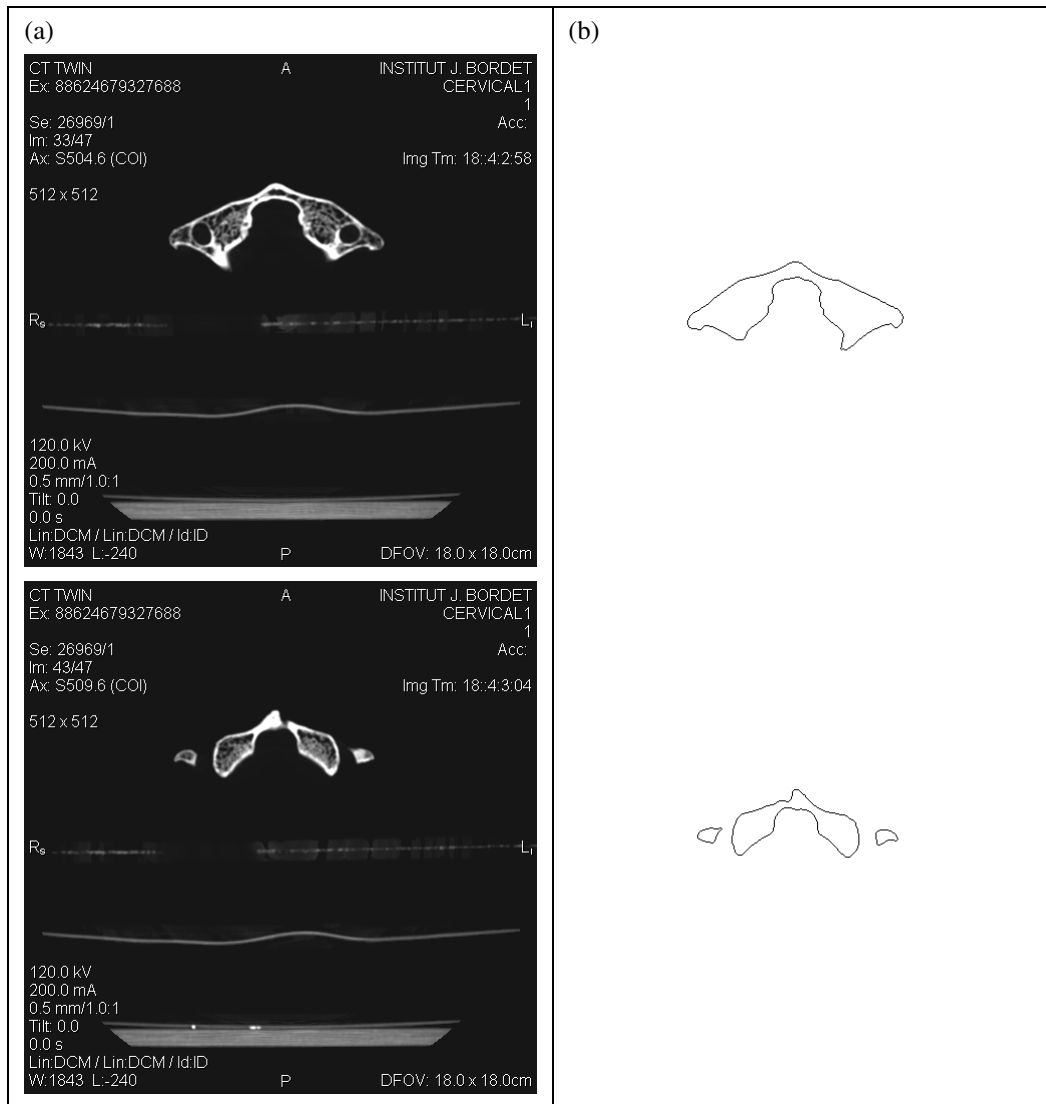 (a)
(b)
CT TWIN A INSTITUT J. BORDET
Ex: 88624679327688 CERVICAL1
1
Se: 26969/1 Acc:
Im: 33/47
Ax: S504.6 (COI) Img Tm: 18::4:2:58
512 x 512
Rs Li
120.0 kV
200.0 mA
0.5 mm/1.0:1
Tilt: 0.0
0.0 s
Lin:DCM / Lin:DCM / Id:ID
W:1843 L:-240 P DFOV: 18.0 x 18.0cm
CT TWIN A INSTITUT J. BORDET
Ex: 88624679327688 CERVICAL1
1
Se: 26969/1 Acc:
Im: 43/47
Ax: S509.6 (COI) Img Tm: 18::4:3:04
512 x 512
Rs Li
120.0 kV
200.0 mA
0.5 mm/1.0:1
Tilt: 0.0
0.0 s
Lin:DCM / Lin:DCM / Id:ID
W:1843 L:-240 P DFOV: 18.0 x 18.0cm